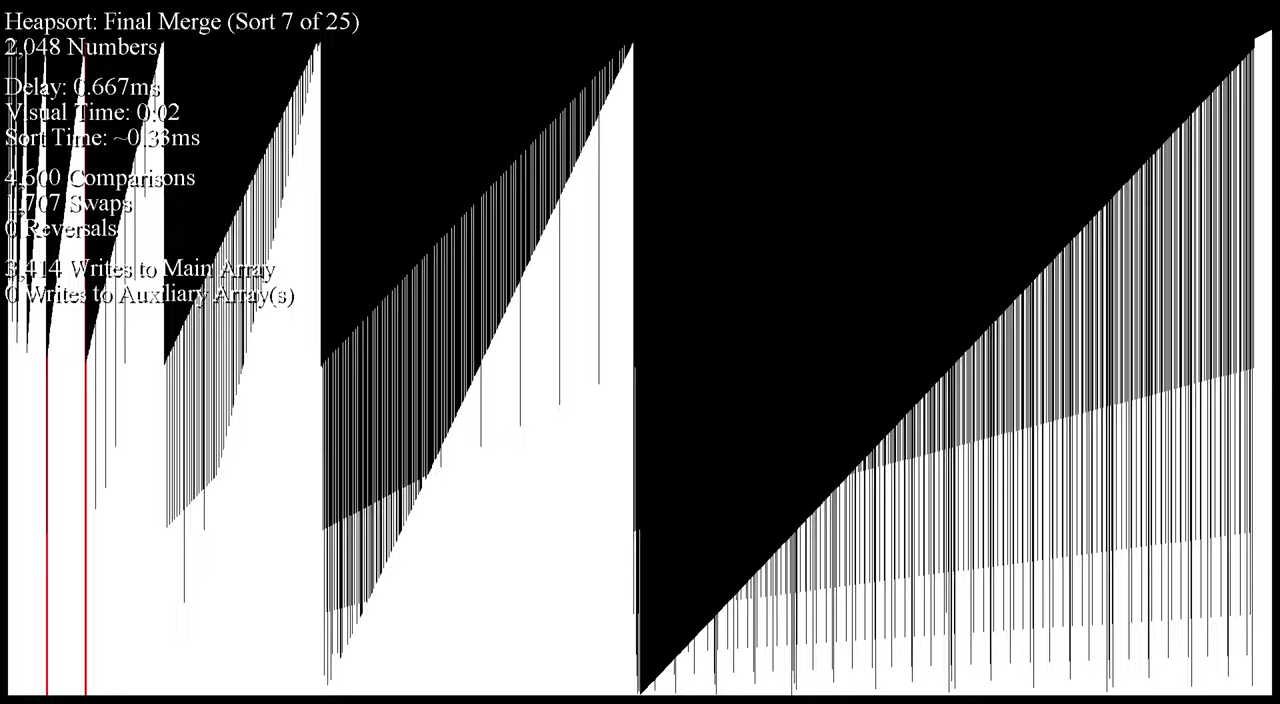 Heapsort: Final Merge (Sort 7 of 25)
2,048 Numbers
Delay: 0.667ms
Visual Time: 0:02
Sort Time: ~0.33ms
4,600 Comparisons
1,707 Swaps
0 Reversals
3,414 Writes to Main Array
0 Writes to Auxiliary Array(s)